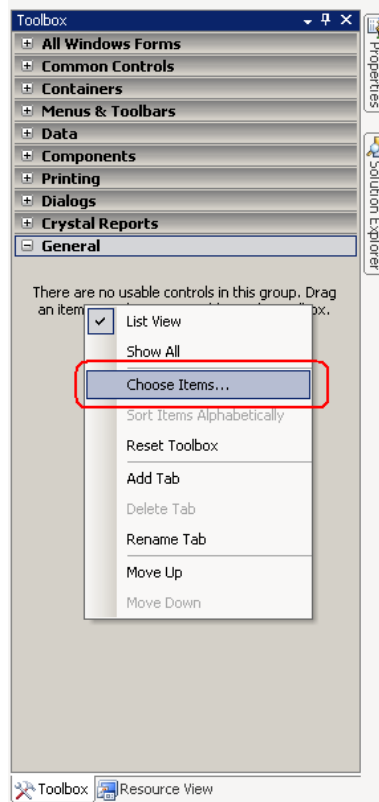 Toolbox
All Windows Forms
Common Controls
Containers
Menus & Toolbars
Data
Components
Printing
Dialogs
Crystal Reports
General
There are no usable controls in this group. Drag
an item
List View
Show All
Choose Items...
Sort Items Alphabetically
Reset Toolbox
Add Tab
Delete Tab
Rename Tab
Move Up
Move Down
Toolbox
Resource View
Properties
Solution Explorer